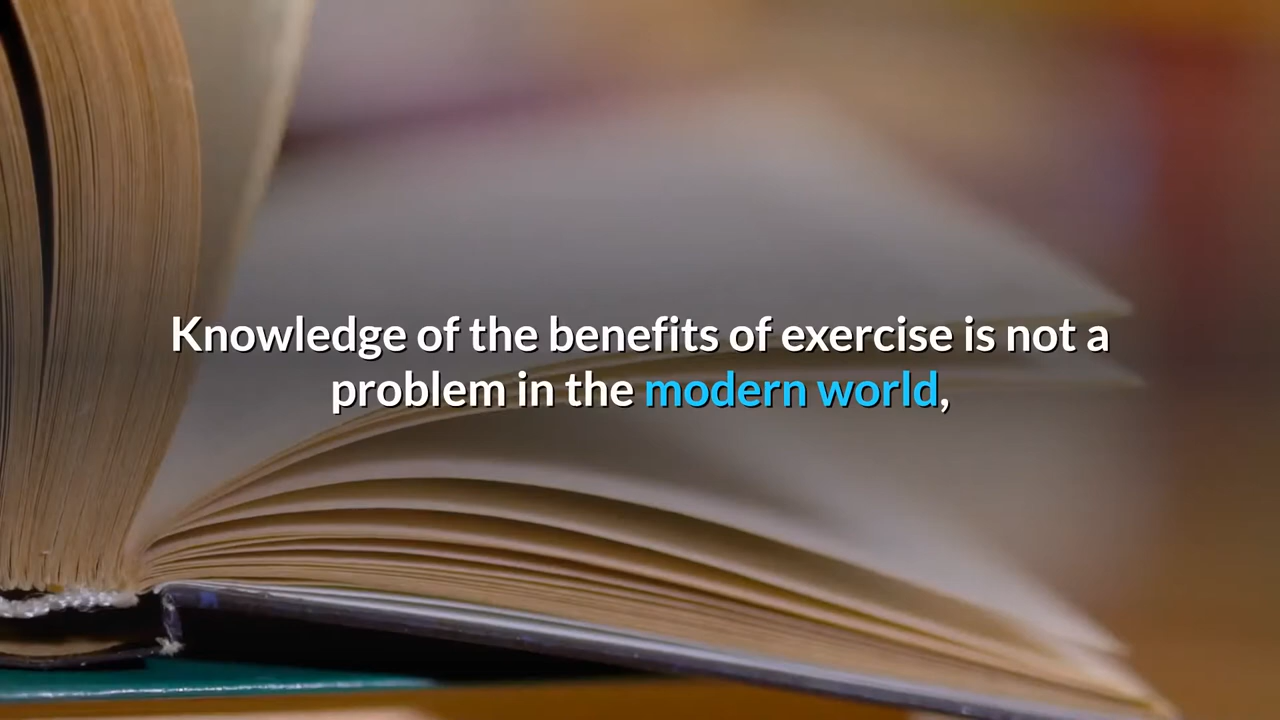 Knowledge of the benefits of exercise is not a
problem in the modern world,